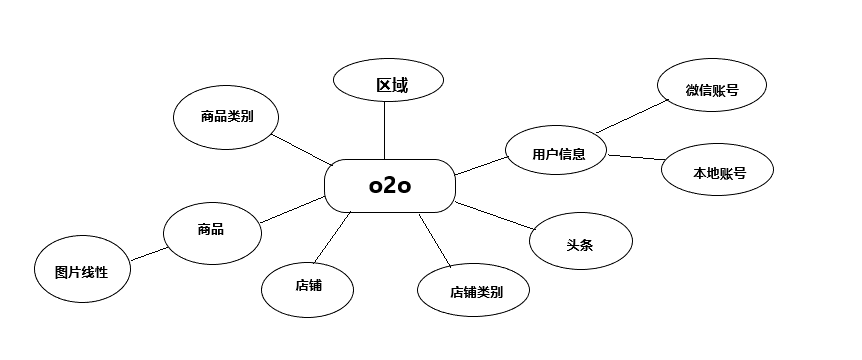 区域
微信账号
商品类别
用户信息
本地账号
o2o
商品
头条
图片线性
店铺
店铺类别